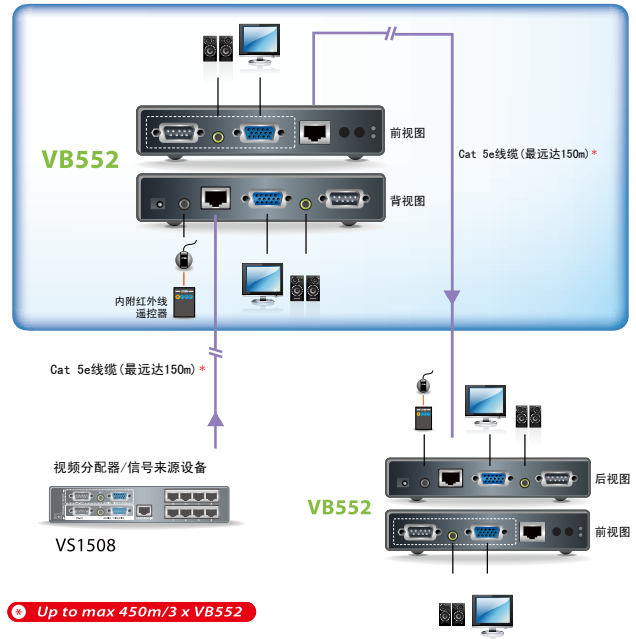 VB552
前视图
Cat 5e线缆(最远达150m)*
背视图
内附红外线
遥控器
Cat 5e线缆(最远达150m)*
视频分配器/信号来源设备
VS1508
VB552
后视图
前视图
* Up to max 450m/3 x VB552